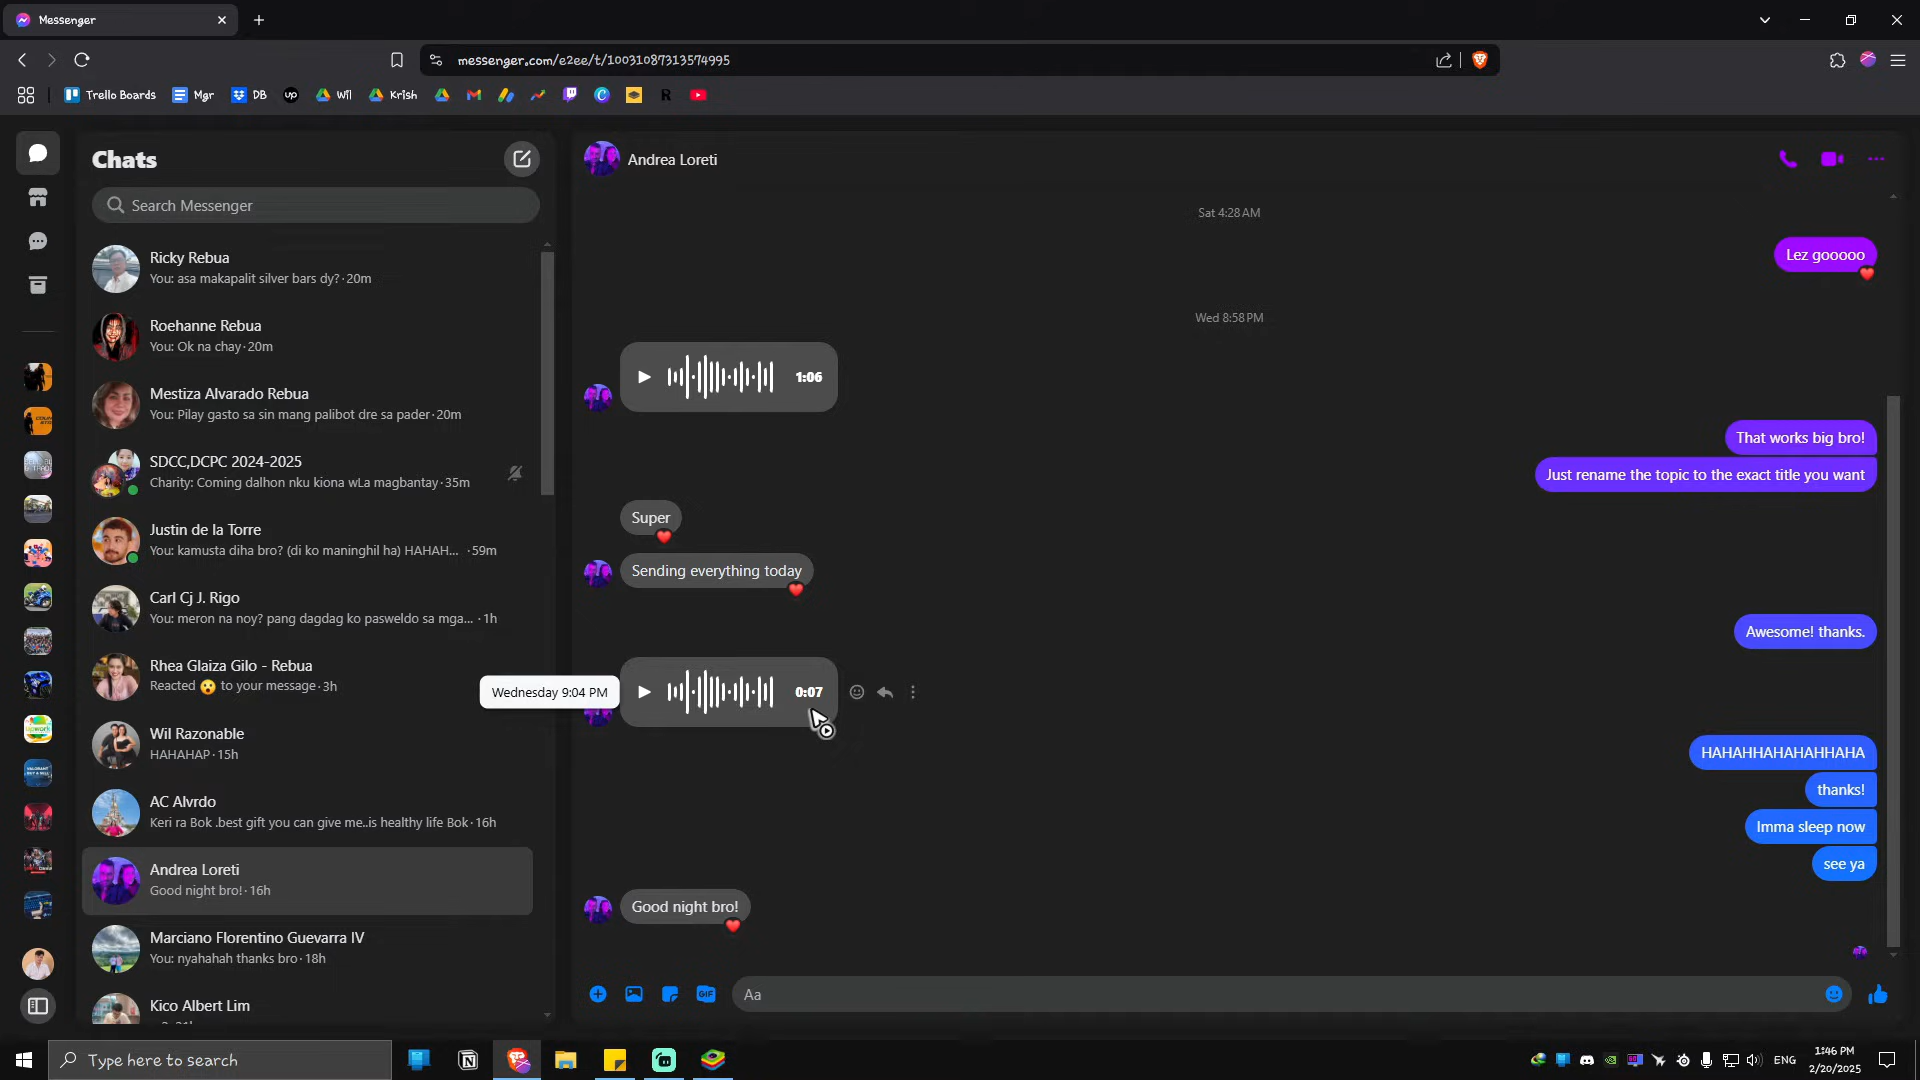 Messenger
messenger.com/e2ee/t/10031087313574995
Trello Boards
Mgr
DB
up
Wil
Krish
Chats
Search Messenger
Ricky Rebua
You: asa makapalit silver bars dy? · 20m
Roehanne Rebua
You: Ok na chay · 20m
Mestiza Alvarado Rebua
You: Pilay gasto sa sin mang palibot dre sa pader · 20m
SDCC,DCPC 2024-2025
Charity: Coming dalhon nku kiona wLa magbantay · 35m
Justin de la Torre
You: kamusta diha bro? (di ko maninghil ha) HAHAH... · 59m
Carl Cj J. Rigo
You: meron na noy? pang dagdag ko pasweldo sa mga... · 1h
Rhea Glaiza Gilo - Rebua
Reacted 😮 to your message · 3h
Wil Razonable
HAHAHAP · 15h
AC Alvrdo
Keri ra Bok .best gift you can give me..is healthy life Bok · 16h
Andrea Loreti
Good night bro! · 16h
Marciano Florentino Guevarra IV
You: nyahahah thanks bro · 18h
Kico Albert Lim
Andrea Loreti
Sat 4:28 AM
Lez gooooo
Wed 8:58 PM
1:06
That works big bro!
Just rename the topic to the exact title you want
Super
Sending everything today
Awesome! thanks.
Wednesday 9:04 PM
0:07
HAHAHHAHAHAHHAHA
thanks!
Imma sleep now
see ya
Good night bro!
GIF
Aa
Type here to search
ENG
1:46 PM
2/20/2025